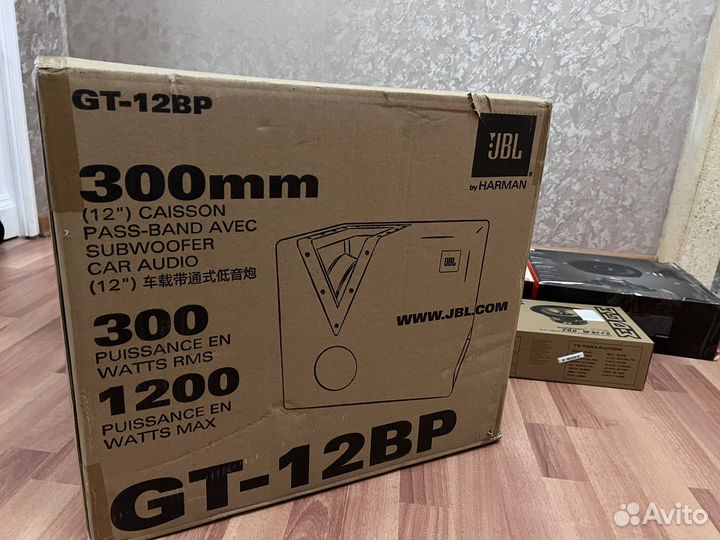 GT-12BP
JBL
by HARMAN
300mm
(12") CAISSON
PASS-BAND AVEC
SUBWOOFER
CAR AUDIO
(12") 车载带通式低音炮
JBL
WWW.JBL.COM
300
PUISSANCE EN
WATTS RMS
1200
PUISSANCE EN
WATTS MAX
GT-12BP
Avito